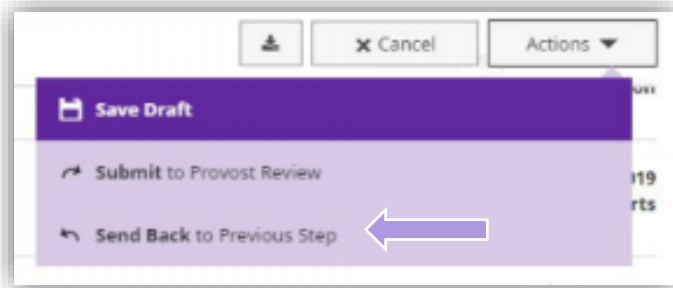 Cancel
Actions
Save Draft
Submit to Provost Review
Send Back to Previous Step